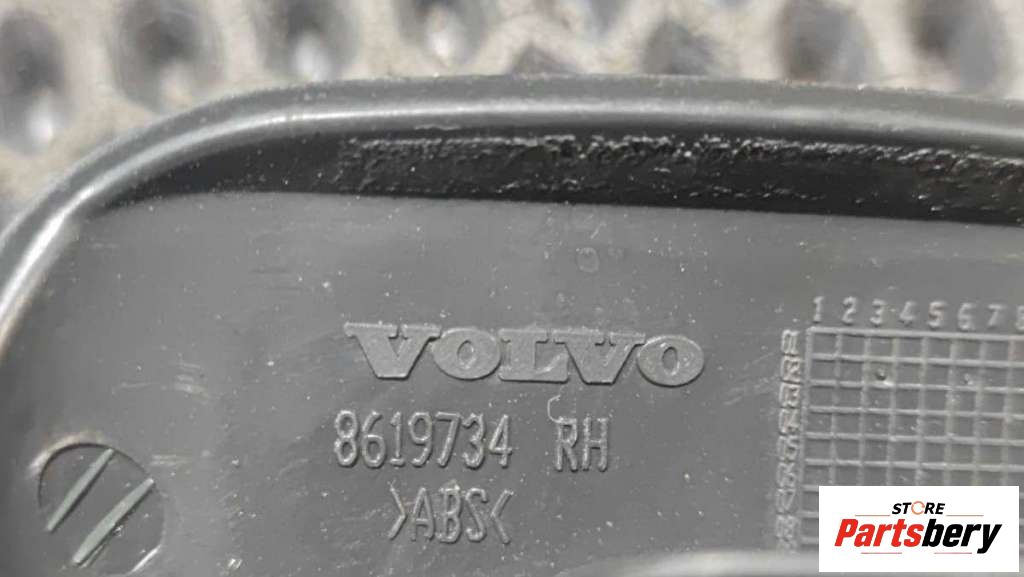 VOLVO
8619734 RH
>ABS<
1 2 3 4 5 6 7 8
STORE
Partsbery